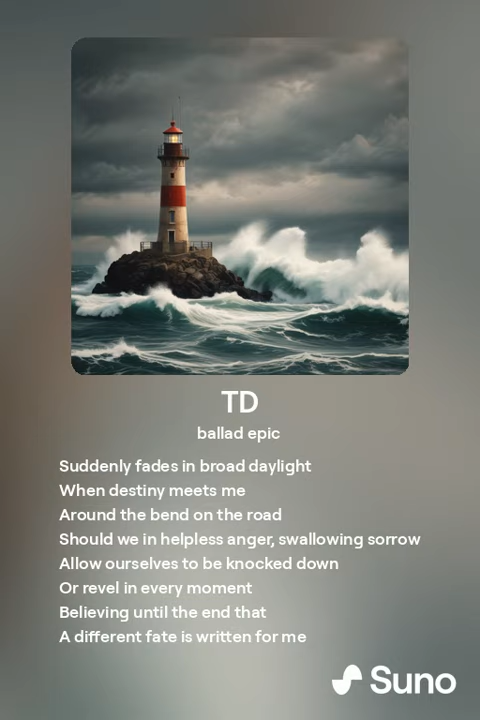 TD
ballad epic
Suddenly fades in broad daylight
When destiny meets me
Around the bend on the road
Should we in helpless anger, swallowing sorrow
Allow ourselves to be knocked down
Or revel in every moment
Believing until the end that
A different fate is written for me
Suno